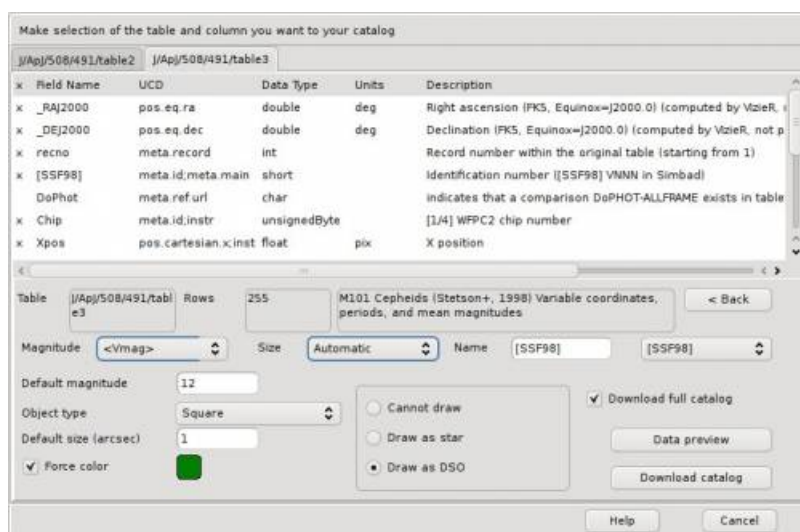 Make selection of the table and column you want to your catalog
J/ApJ/508/491/table2 J/ApJ/508/491/table3
x Field Name UCD Data Type Units Description
x _RAJ2000 pos.eq.ra double deg Right ascension (FK5, Equinox=J2000.0) (computed by VizieR,
x _DEJ2000 pos.eq.dec double deg Declination (FK5, Equinox=J2000.0) (computed by VizieR, not p
x recno meta.record int Record number within the original table (starting from 1)
x [SSF98] meta.id;meta.main short Identification number ([SSF98] VNNN in Simbad)
DoPhot meta.ref.url char indicates that a comparison DoPHOT-ALLFRAME exists in table
x Chip meta.id;instr unsignedByte [1/4] WFPC2 chip number
x Xpos pos.cartesian.x;inst float pix X position
Table J/ApJ/508/491/tabl Rows 255 M101 Cepheids (Stetson+, 1998) Variable coordinates, < Back
e3 periods, and mean magnitudes
Magnitude <Vmag> Size Automatic Name [SSF98] [SSF98]
Default magnitude 12
Object type Square
Default size (arcsec) 1
Force color
Cannot draw
Draw as star
Draw as DSO
Download full catalog
Data preview
Download catalog
Help Cancel